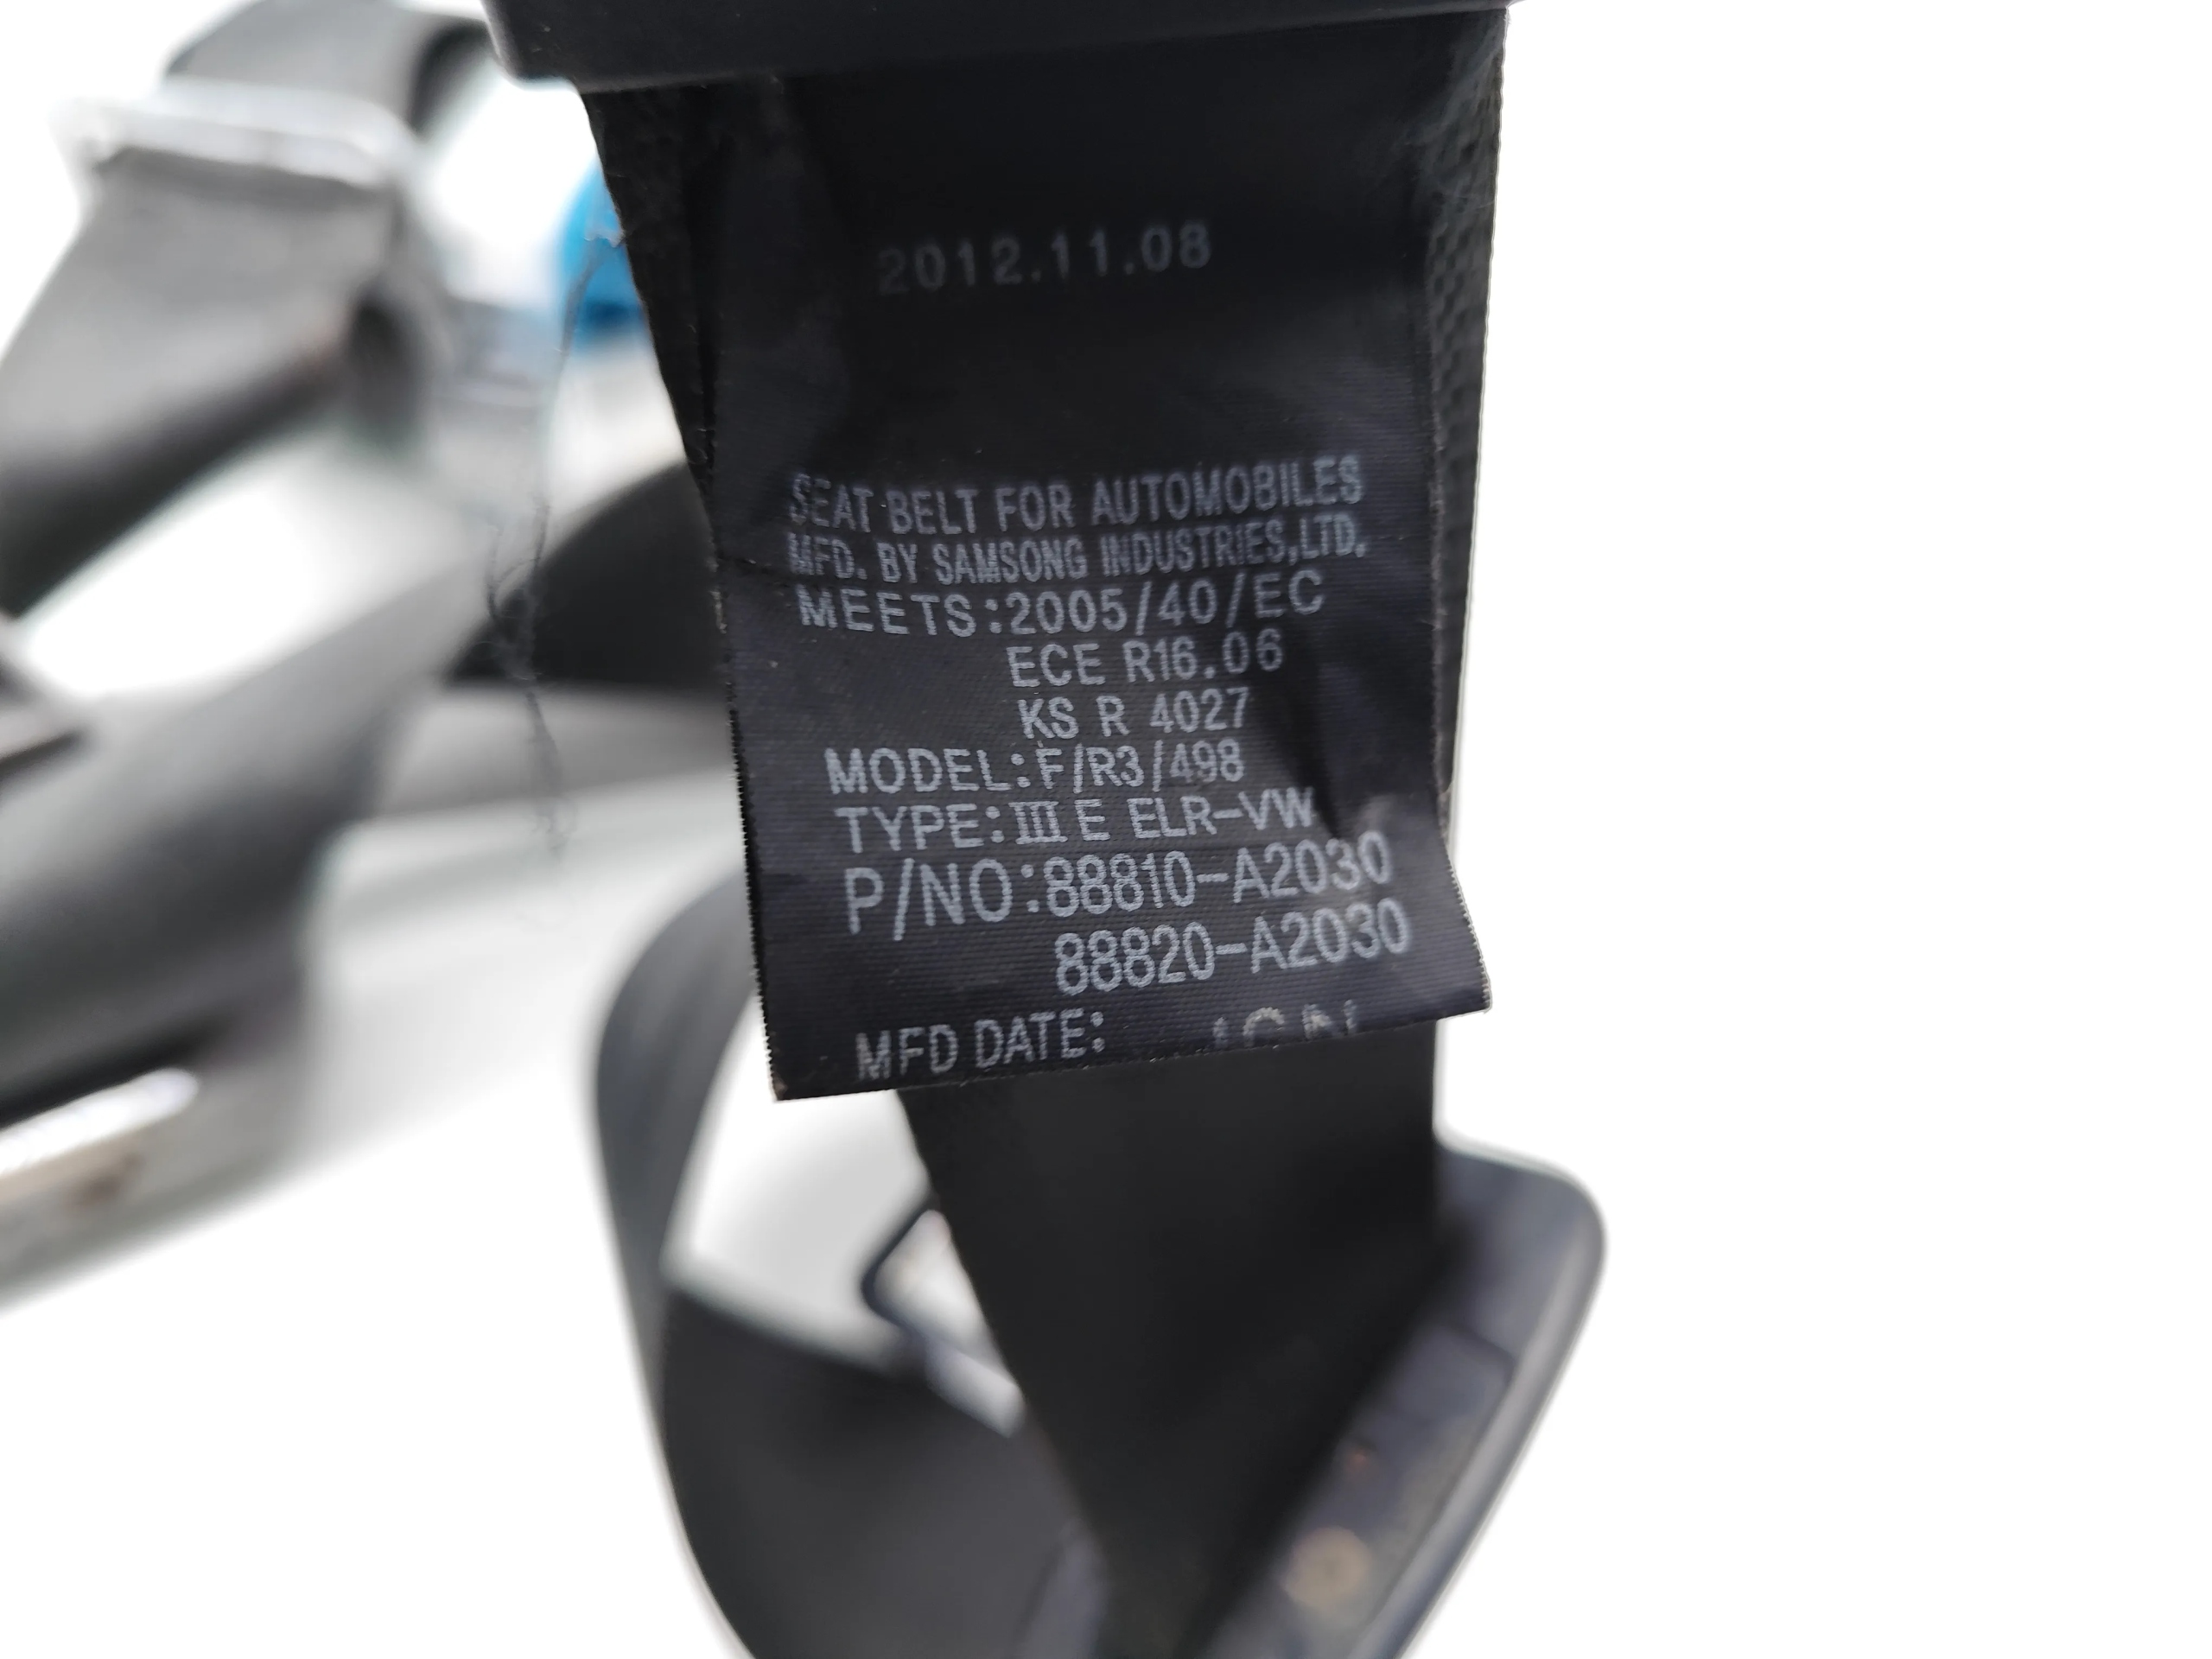 2012.11.08
SEAT BELT FOR AUTOMOBILES
MFD. BY SAMSONG INDUSTRIES,LTD.
MEETS:2005/40/EC
ECE R16.06
KS R 4027
MODEL:F/R3/498
TYPE:III E ELR-VW
P/NO:88810-A2030
88820-A2030
MFD DATE: